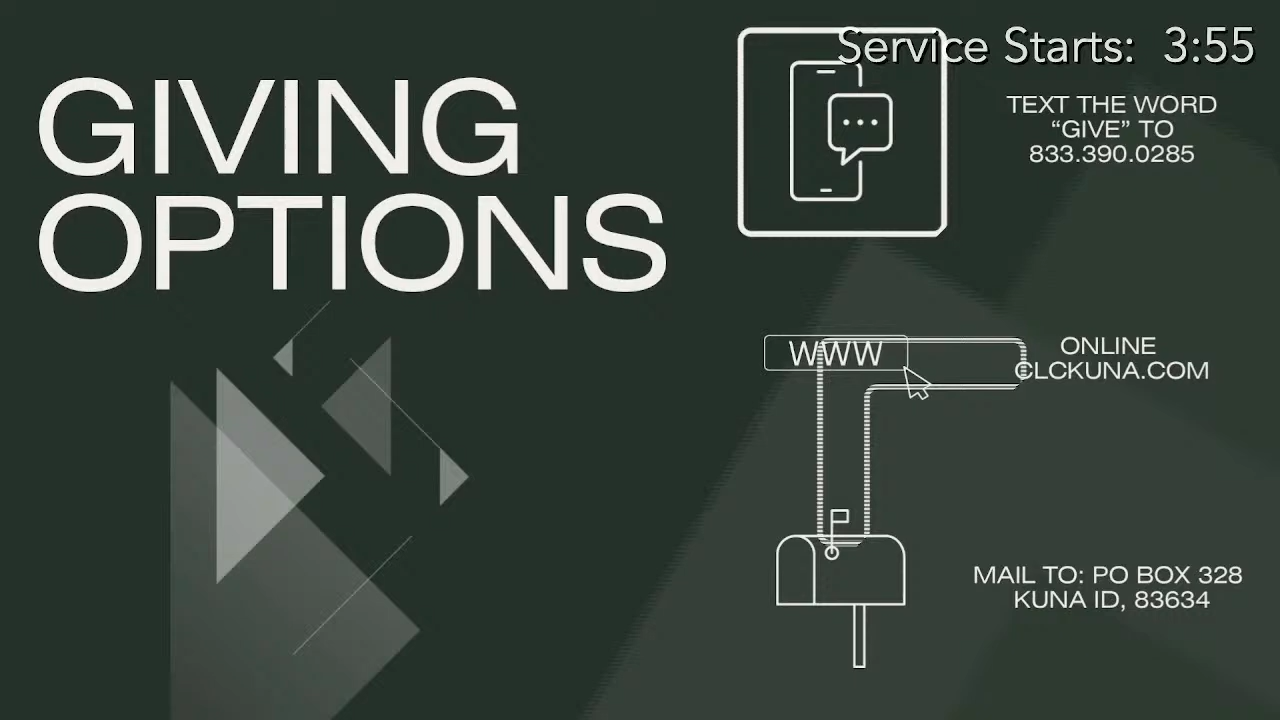 Service Starts: 3:55
GIVING
OPTIONS
TEXT THE WORD
“GIVE” TO
833.390.0285
WWW
ONLINE
CLCKUNA.COM
MAIL TO: PO BOX 328
KUNA ID, 83634